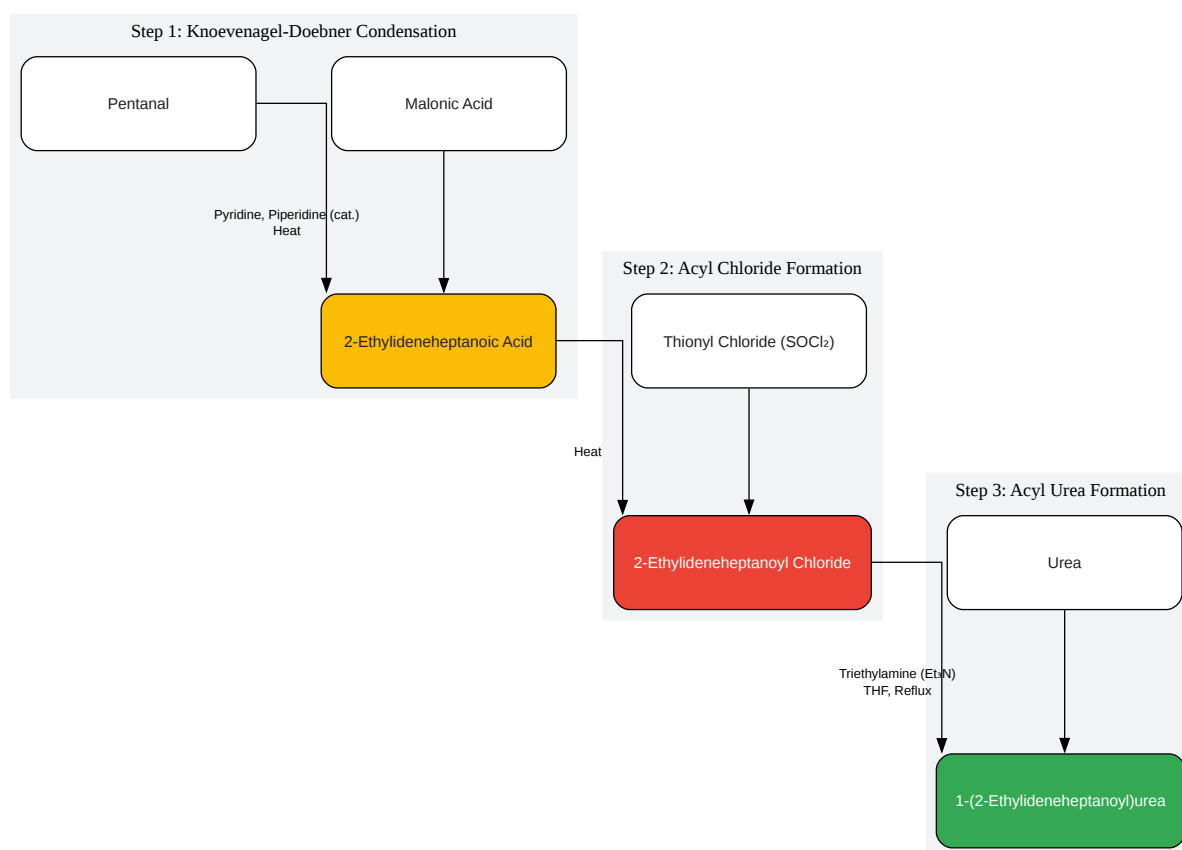 Step 1: Knoevenagel-Doebner Condensation
Pentanal
Malonic Acid
Pyridine, Piperidine (cat.)
Heat
2-Ethylideneheptanoic Acid
Step 2: Acyl Chloride Formation
Thionyl Chloride (SOCl₂)
Heat
2-Ethylideneheptanoyl Chloride
Step 3: Acyl Urea Formation
Urea
Triethylamine (Et₃N)
THF, Reflux
1-(2-Ethylideneheptanoyl)urea